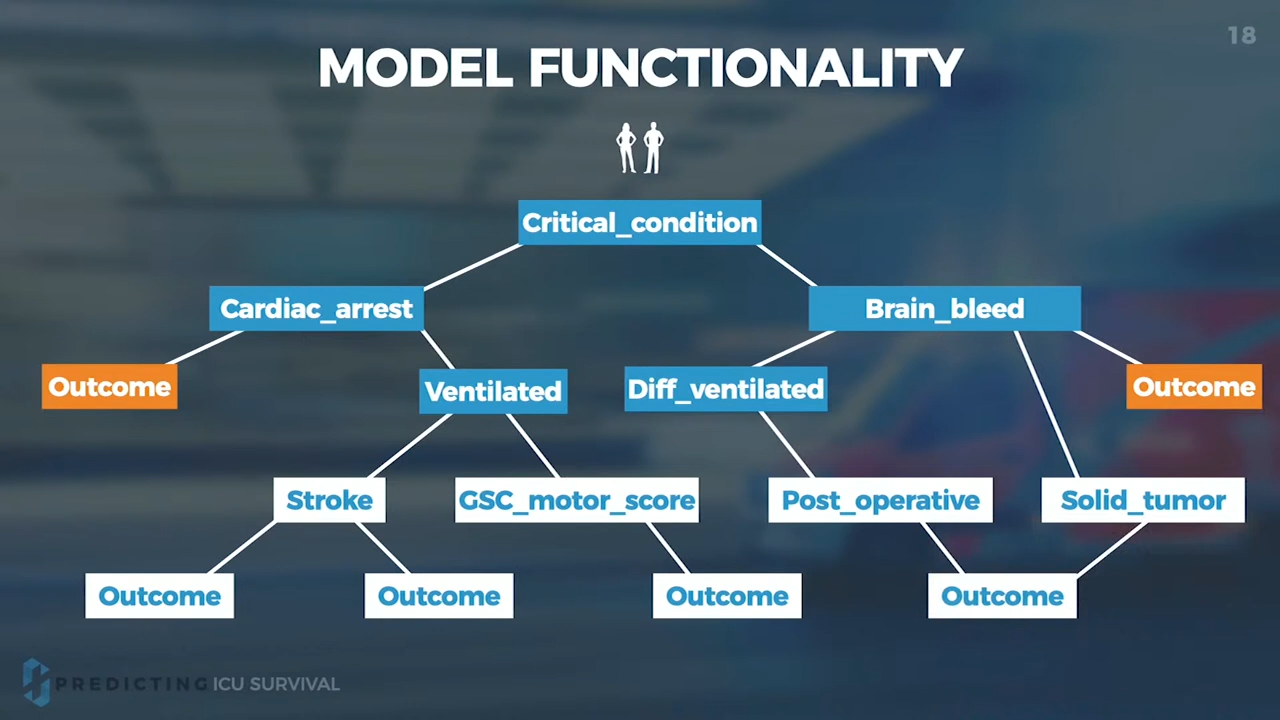 18
MODEL FUNCTIONALITY
Critical_condition
Cardiac_arrest
Brain_bleed
Outcome
Ventilated
Diff_ventilated
Outcome
Stroke
GSC_motor_score
Post_operative
Solid_tumor
Outcome
Outcome
Outcome
Outcome
PREDICTING ICU SURVIVAL